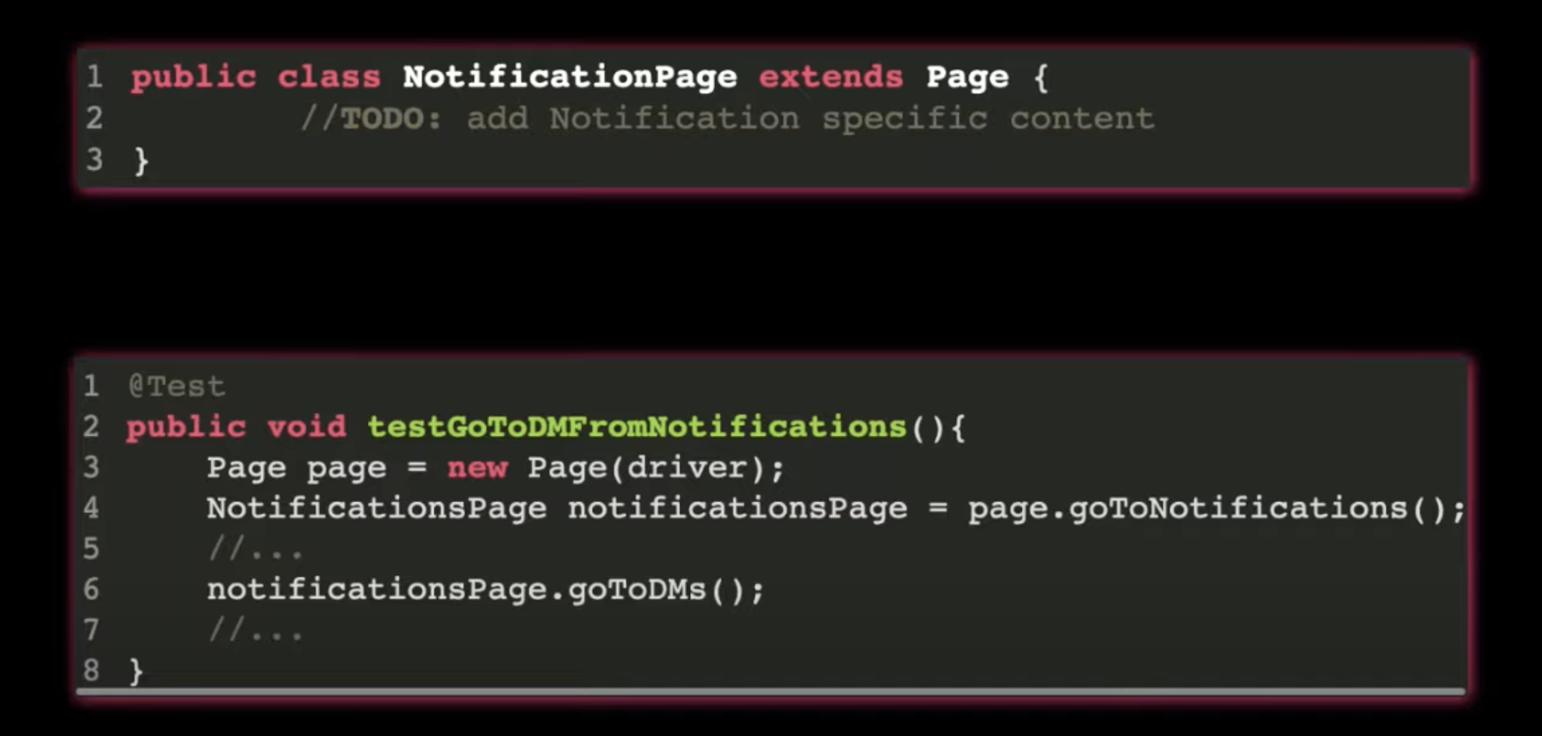 1 public class NotificationPage extends Page {
2         //TODO: add Notification specific content
3 }
1 @Test
2 public void testGoToDMFromNotifications(){
3     Page page = new Page(driver);
4     NotificationsPage notificationsPage = page.goToNotifications();
5     //...
6     notificationsPage.goToDMs();
7     //...
8 }